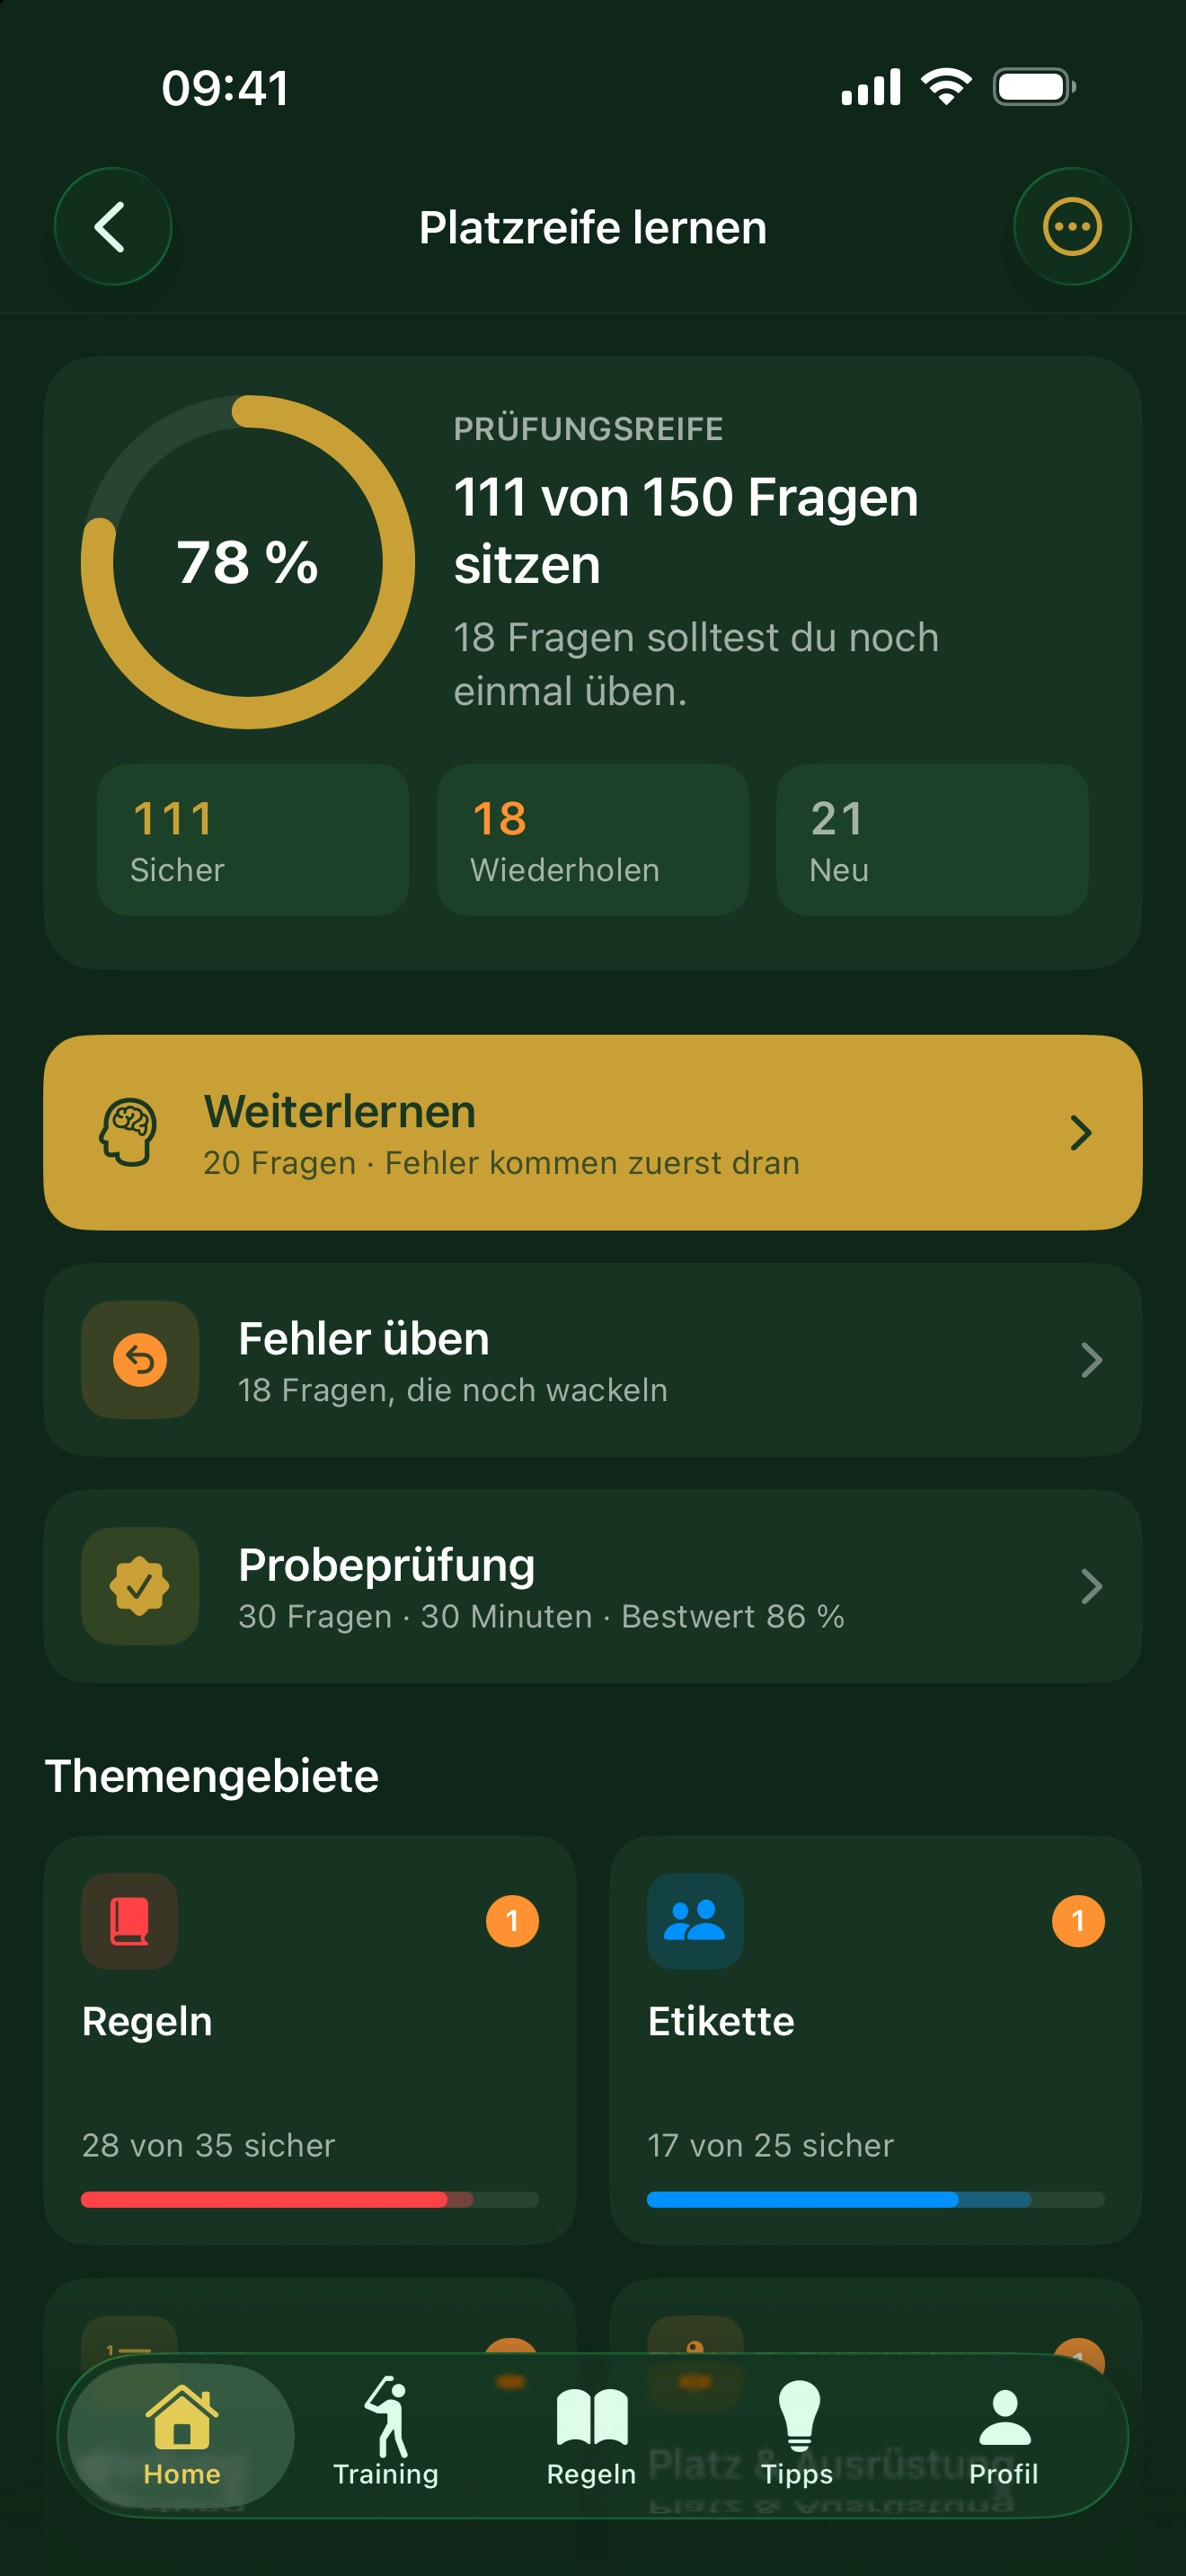 09:41
Platzreife lernen
78 %
PRÜFUNGSREIFE
111 von 150 Fragen
sitzen
18 Fragen solltest du noch
einmal üben.
111
Sicher
18
Wiederholen
21
Neu
Weiterlernen
20 Fragen · Fehler kommen zuerst dran
Fehler üben
18 Fragen, die noch wackeln
Probeprüfung
30 Fragen · 30 Minuten · Bestwert 86 %
Themengebiete
1
Regeln
28 von 35 sicher
1
Etikette
17 von 25 sicher
Platz & Ausrüstung
Home
Training
Regeln
Tipps
Profil